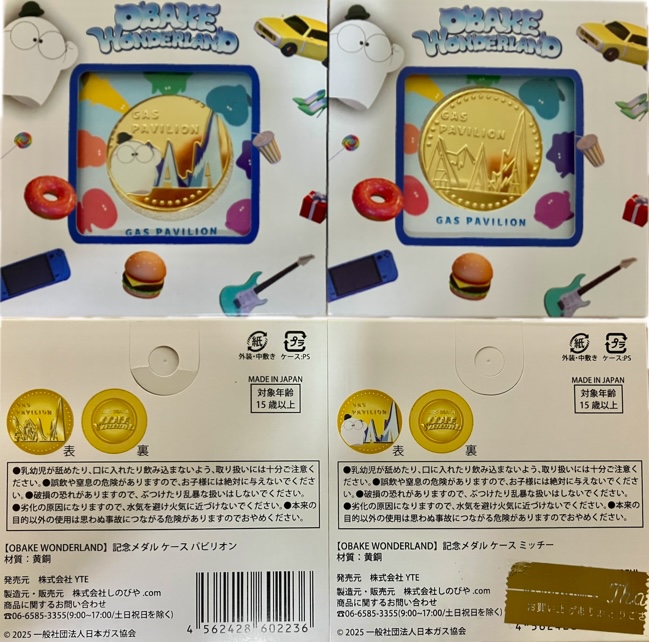 OBAKE
WONDERLAND
GAS
PAVILION
GAS PAVILION
OBAKE
WONDERLAND
GAS
PAVILION
GAS PAVILION
紙
プラ
外装・中敷き ケース:PS
MADE IN JAPAN
対象年齢
15 歳以上
GAS
PAVILION
表
裏
●乳幼児が舐めたり、口に入れたり飲み込まないよう、取り扱いには十分ご注意く
ださい。●誤飲や窒息の危険がありますので、お子様には絶対に与えないでくださ
い。●破損の恐れがありますので、ぶつけたり乱暴な扱いはしないでください。
●劣化の原因になりますので、水気を避け火気に近づけないでください。●本来の
目的以外の使用は思わぬ事故につながる危険がありますのでおやめください。
【OBAKE WONDERLAND】記念メダル ケース パビリオン
材質:黄銅
発売元 株式会社 YTE
製造元・販売元 株式会社しのびや .com
商品に関するお問い合わせ
☎06-6585-3355(9:00~17:00/土日祝日を除く)
© 2025 一般社団法人日本ガス協会
4 562428 602236
紙
プラ
外装・中敷き ケース:PS
MADE IN JAPAN
対象年齢
15 歳以上
表
裏
●乳幼児が舐めたり、口に入れたり飲み込まないよう、取り扱いには十分ご注意く
ださい。●誤飲や窒息の危険がありますので、お子様には絶対に与えないでくださ
い。●破損の恐れがありますので、ぶつけたり乱暴な扱いはしないでください。
●劣化の原因になりますので、水気を避け火気に近づけないでください。●本来の
目的以外の使用は思わぬ事故につながる危険がありますのでおやめください。
【OBAKE WONDERLAND】記念メダル ケース ミッチー
材質:黄銅
発売元 株式会社 YTE
製造元・販売元 株式会社しのびや .com
商品に関するお問い合わせ
☎06-6585-3355(9:00~17:00/土日祝
© 2025 一般社団法人日本ガス協会